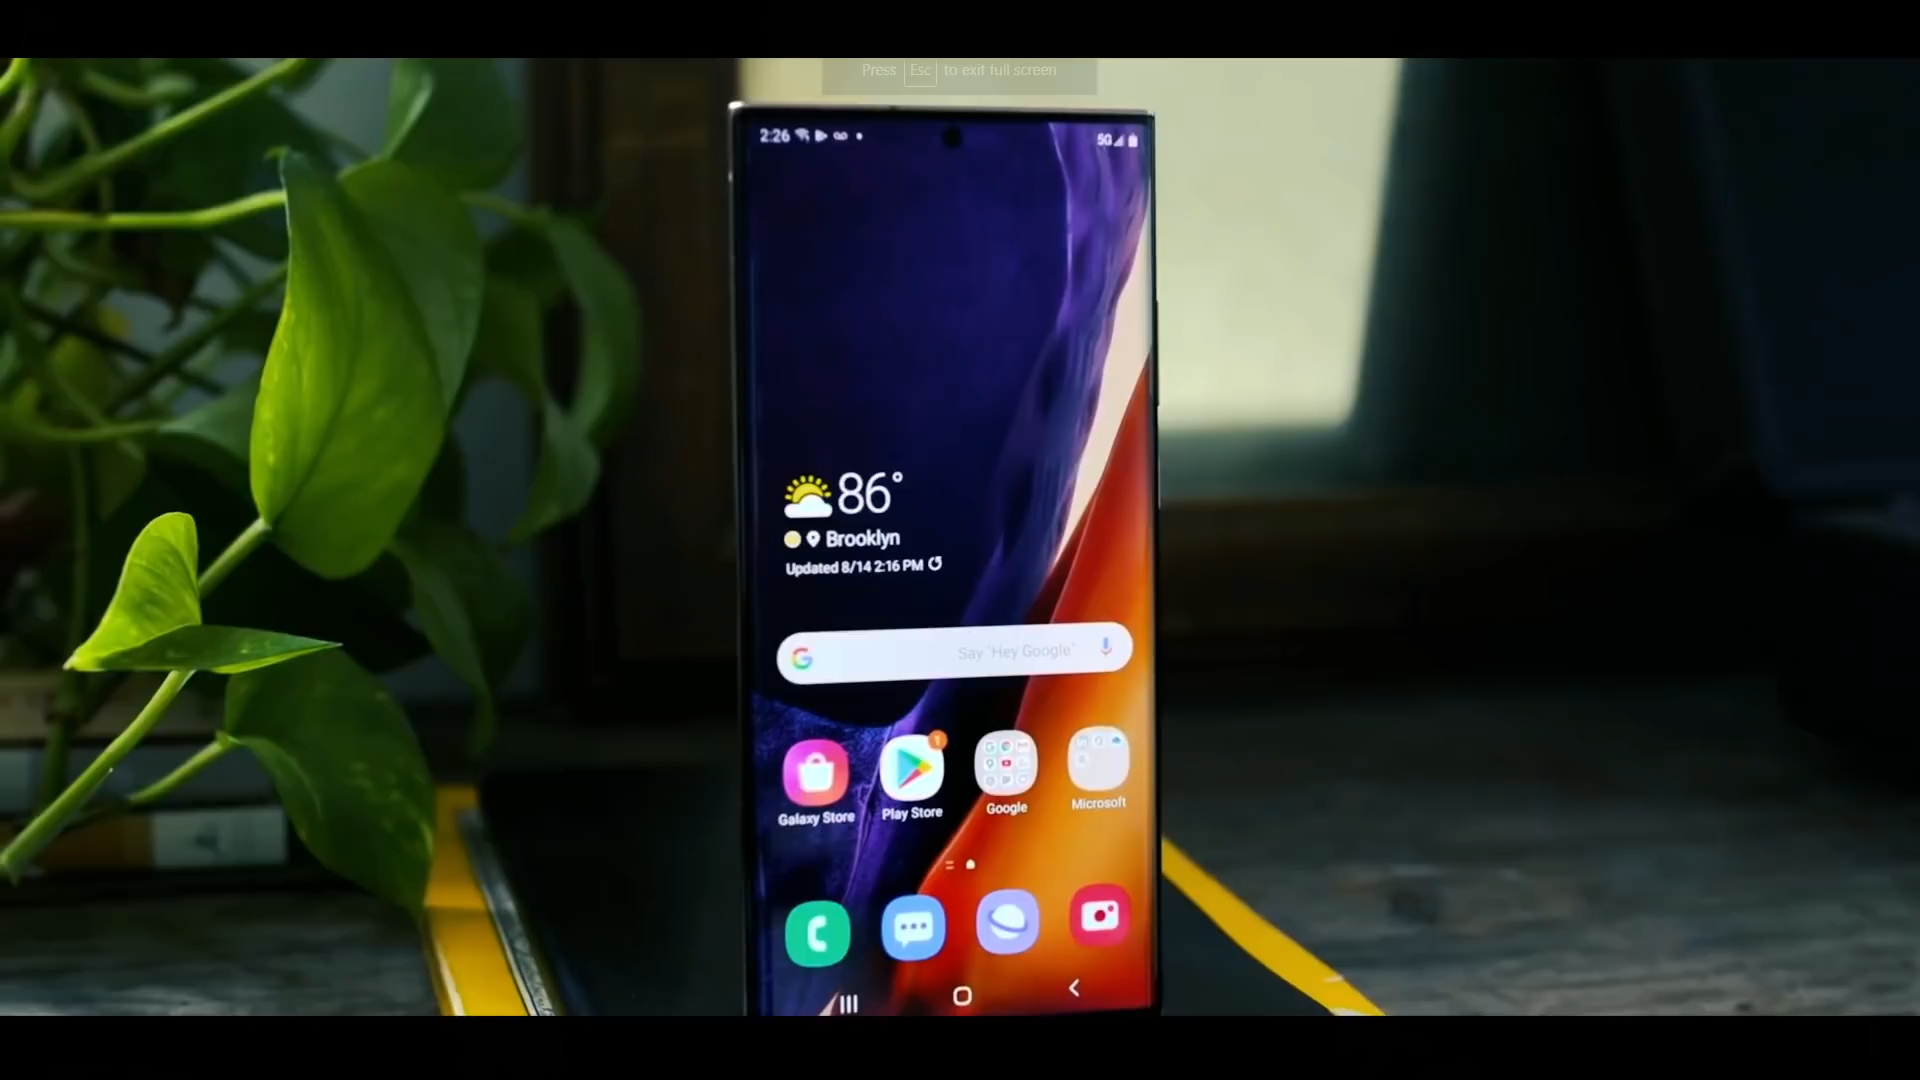 Press Esc to exit full screen
2:26
5G
86°
Brooklyn
Updated 8/14 2:16 PM
Say "Hey Google"
1
Galaxy Store
Play Store
Google
Microsoft